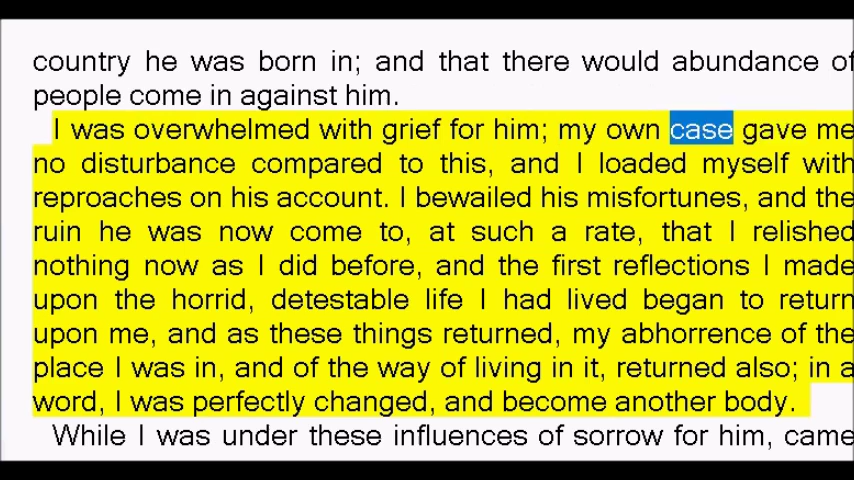 country he was born in; and that there would abundance of
people come in against him.
I was overwhelmed with grief for him; my own case gave me
no disturbance compared to this, and I loaded myself with
reproaches on his account. I bewailed his misfortunes, and the
ruin he was now come to, at such a rate, that I relished
nothing now as I did before, and the first reflections I made
upon the horrid, detestable life I had lived began to return
upon me, and as these things returned, my abhorrence of the
place I was in, and of the way of living in it, returned also; in a
word, I was perfectly changed, and become another body.
While I was under these influences of sorrow for him, came